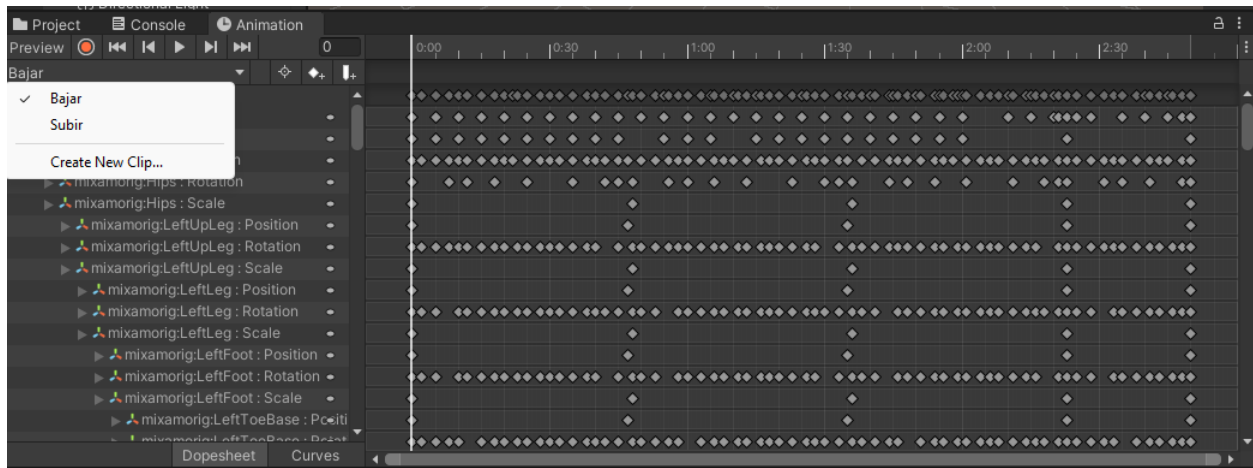 Project Console Animation
Preview 0 0:00 0:30 1:00 1:30 2:00 2:30
Bajar
Bajar
Subir
Create New Clip...
mixamorig:Hips : Rotation
mixamorig:Hips : Scale
mixamorig:LeftUpLeg : Position
mixamorig:LeftUpLeg : Rotation
mixamorig:LeftUpLeg : Scale
mixamorig:LeftLeg : Position
mixamorig:LeftLeg : Rotation
mixamorig:LeftLeg : Scale
mixamorig:LeftFoot : Position
mixamorig:LeftFoot : Rotation
mixamorig:LeftFoot : Scale
mixamorig:LeftToeBase : Positi
Dopesheet Curves